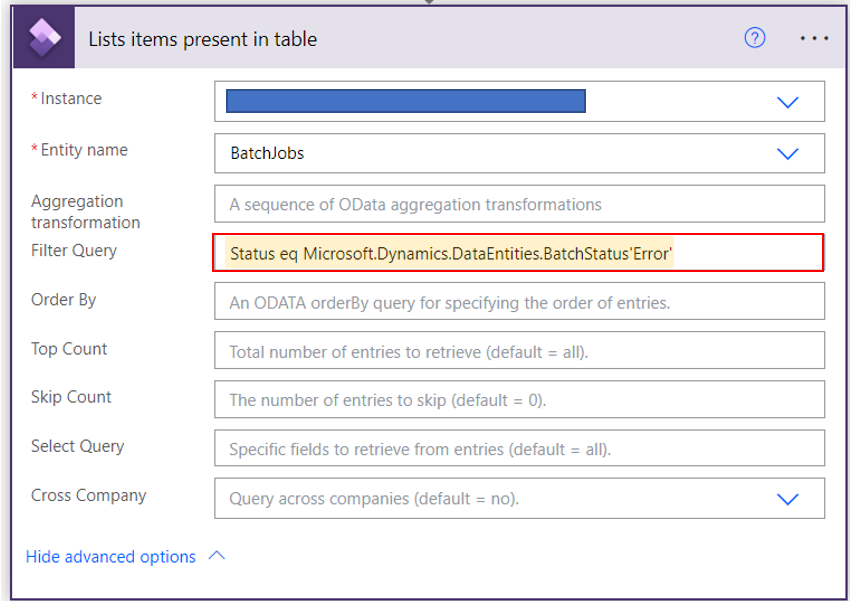 Lists items present in table
? ...
*Instance
*Entity name
BatchJobs
Aggregation
transformation
A sequence of OData aggregation transformations
Filter Query
Status eq Microsoft.Dynamics.DataEntities.BatchStatus'Error'
Order By
An ODATA orderBy query for specifying the order of entries.
Top Count
Total number of entries to retrieve (default = all).
Skip Count
The number of entries to skip (default = 0).
Select Query
Specific fields to retrieve from entries (default = all).
Cross Company
Query across companies (default = no).
Hide advanced options